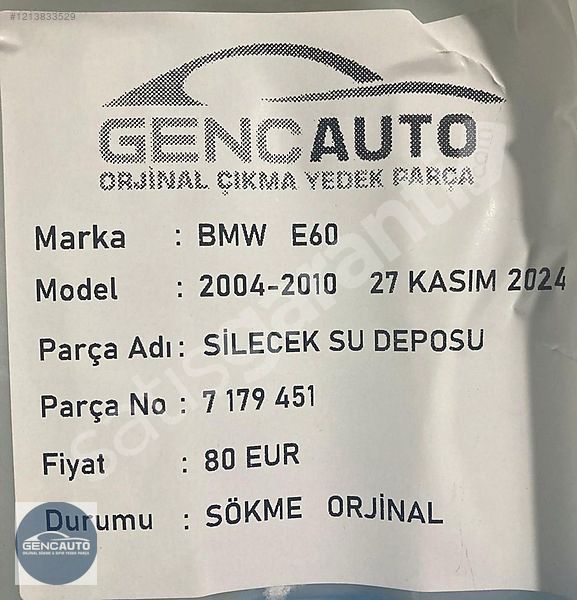 #1213833529
GENCAUTO
ORJİNAL ÇIKMA YEDEK PARÇA
Marka : BMW E60
Model : 2004-2010 27 KASIM 2024
Parça Adı : SİLECEK SU DEPOSU
Parça No : 7 179 451
Fiyat : 80 EUR
Durumu : SÖKME ORJİNAL
GENCAUTO